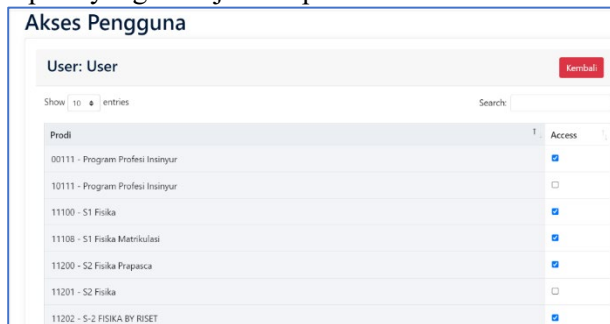 Akses Pengguna
User: User
Kembali
Show 10 entries
Search:
Prodi
Access
00111 - Program Profesi Insinyur
10111 - Program Profesi Insinyur
11100 - S1 Fisika
11108 - S1 Fisika Matrikulasi
11200 - S2 Fisika Prapasca
11201 - S2 Fisika
11202 - S-2 FISIKA BY RISET